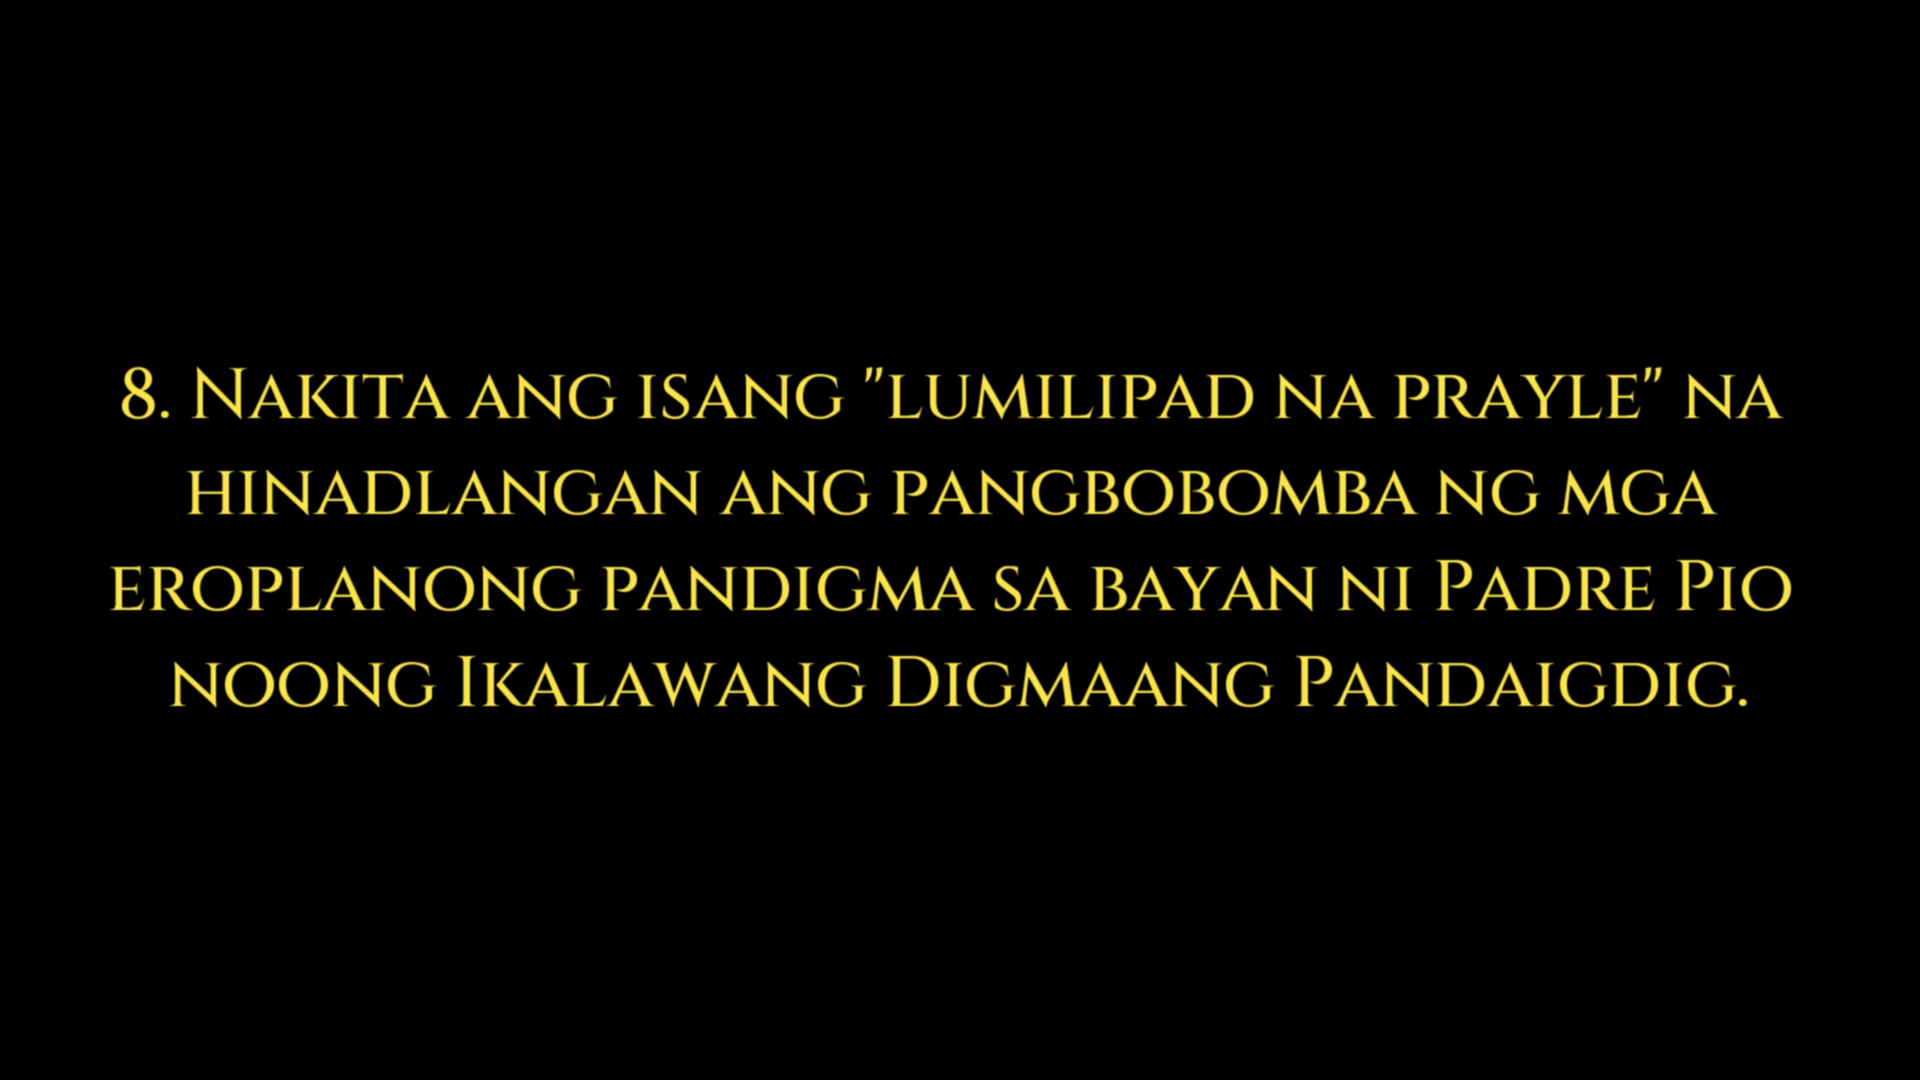 8. Nakita ang isang "lumilipad na prayle" na
hinadlangan ang pangbobomba ng mga
eroplanong pandigma sa bayan ni Padre Pio
noong Ikalawang Digmaang Pandaigdig.